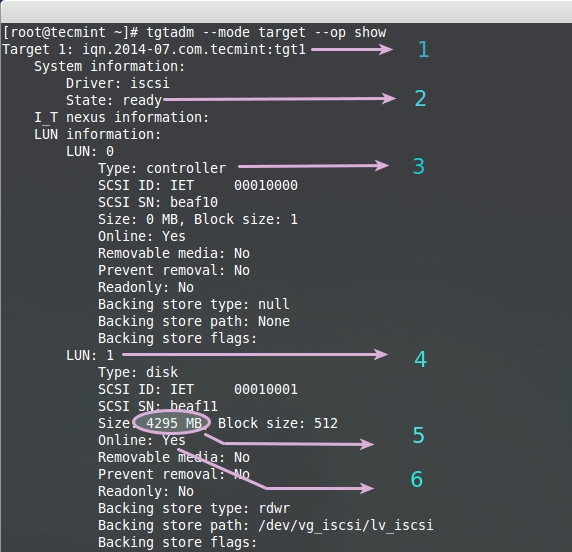 [root@tecmint ~]# tgtadm --mode target --op show
Target 1: iqn.2014-07.com.tecmint:tgt1 1
System information:
Driver: iscsi
State: ready 2
I_T nexus information:
LUN information:
LUN: 0
Type: controller 3
SCSI ID: IET     00010000
SCSI SN: beaf10
Size: 0 MB, Block size: 1
Online: Yes
Removable media: No
Prevent removal: No
Readonly: No
Backing store type: null
Backing store path: None
Backing store flags:
LUN: 1 4
Type: disk
SCSI ID: IET     00010001
SCSI SN: beaf11
Size: 4295 MB, Block size: 512
Online: Yes 5
Removable media: No
Prevent removal: No 6
Readonly: No
Backing store type: rdwr
Backing store path: /dev/vg_iscsi/lv_iscsi
Backing store flags: